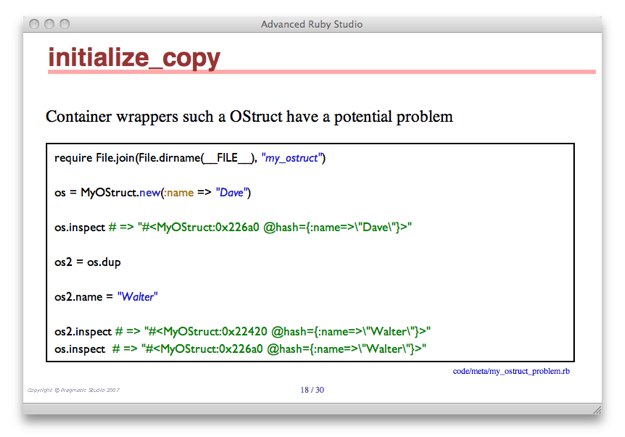 Advanced Ruby Studio
initialize_copy
Container wrappers such a OStruct have a potential problem
require File.join(File.dirname(__FILE__), "my_ostruct")
os = MyOStruct.new(:name => "Dave")
os.inspect # => "#<MyOStruct:0x226a0 @hash={:name=>\"Dave\"}>"
os2 = os.dup
os2.name = "Walter"
os2.inspect # => "#<MyOStruct:0x22420 @hash={:name=>\"Walter\"}>"
os.inspect  # => "#<MyOStruct:0x226a0 @hash={:name=>\"Walter\"}>"
code/meta/my_ostruct_problem.rb
Copyright © Pragmatic Studio 2007
18 / 30